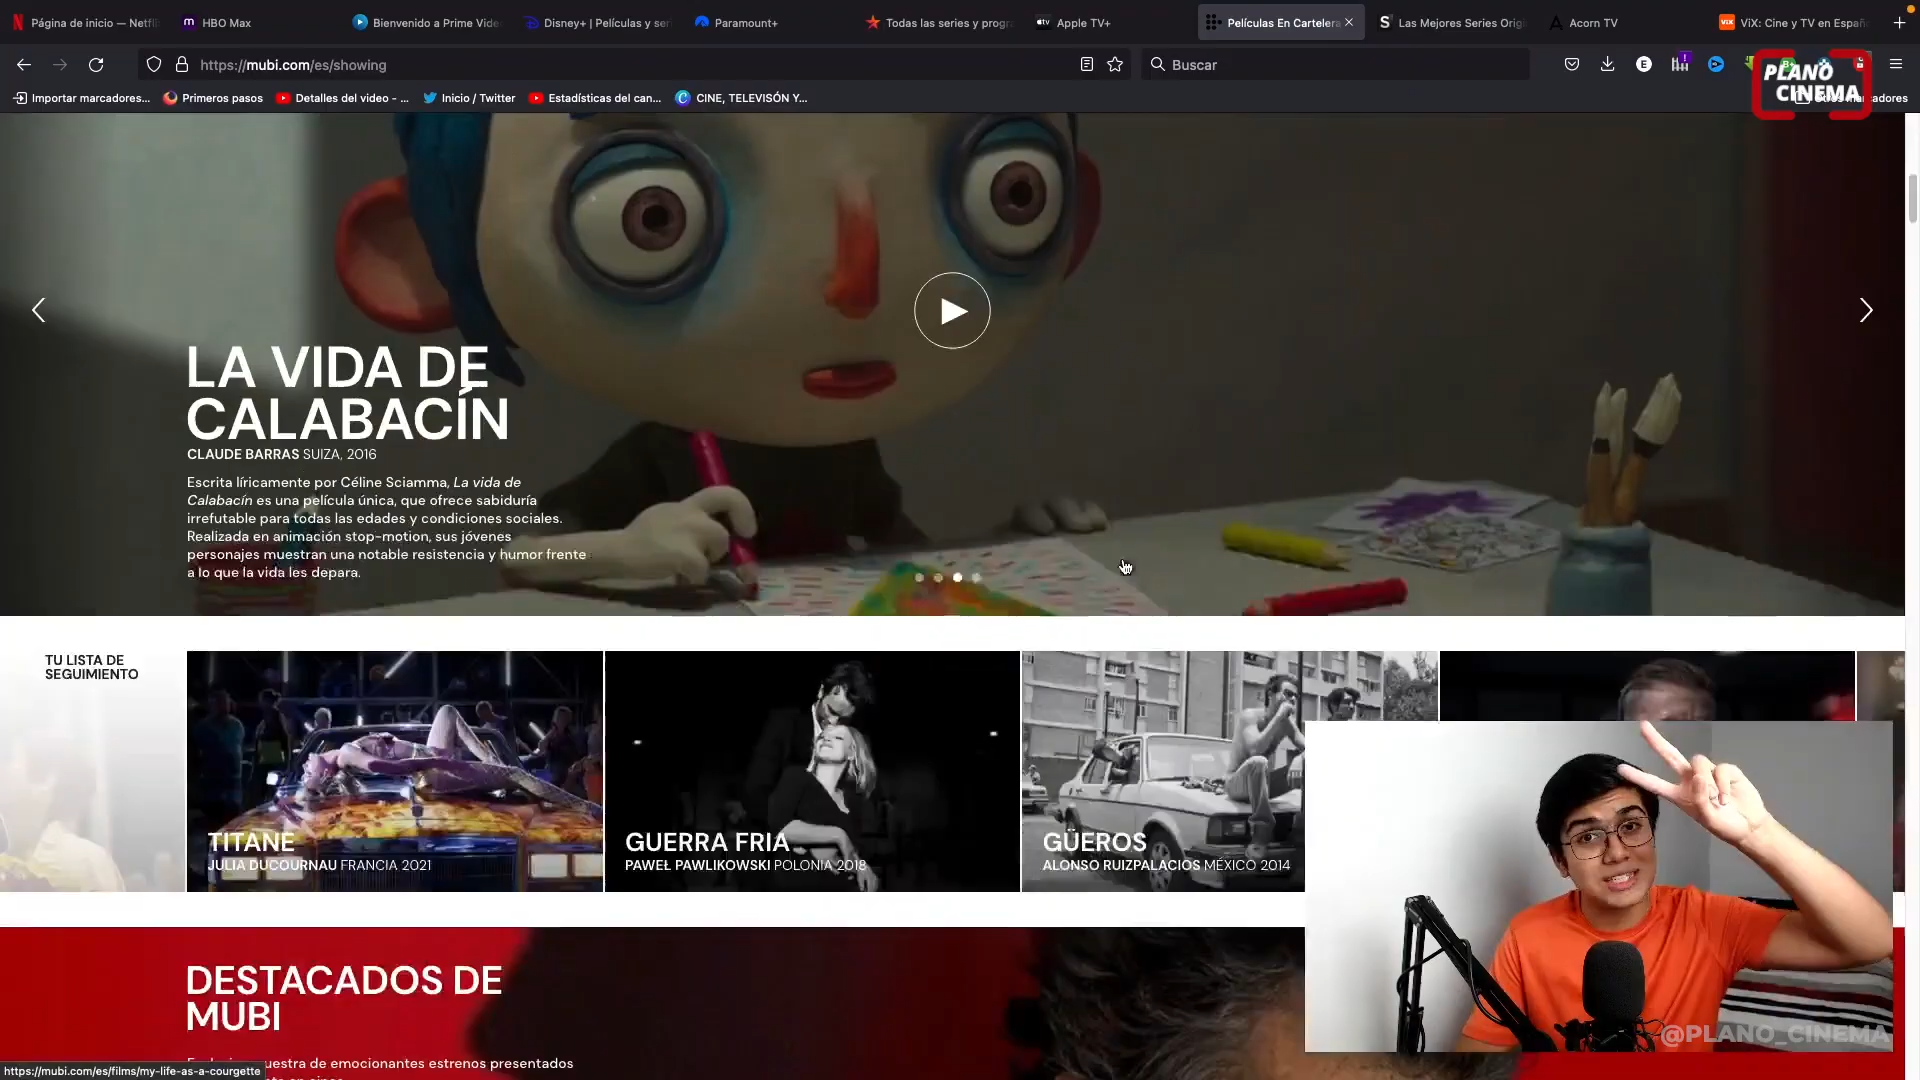 Página de inicio — Netfli
HBO Max
Bienvenido a Prime Vide
Disney+ | Películas y ser
Paramount+
Todas las series y progr
Apple TV+
Películas En Cartelera
Las Mejores Series Origi
Acorn TV
ViX: Cine y TV en Españ
https://mubi.com/es/showing
Buscar
Importar marcadores...
Primeros pasos
Detalles del video - ...
Inicio / Twitter
Estadísticas del can...
CINE, TELEVISÓN Y...
PLANO
CINEMA
LA VIDA DE
CALABACÍN
CLAUDE BARRAS SUIZA, 2016
Escrita líricamente por Céline Sciamma, La vida de
Calabacín es una película única, que ofrece sabiduría
irrefutable para todas las edades y condiciones sociales.
Realizada en animación stop-motion, sus jóvenes
personajes muestran una notable resistencia y humor frente
a lo que la vida les depara.
TU LISTA DE
SEGUIMIENTO
TITANE
JULIA DUCOURNAU FRANCIA 2021
GUERRA FRIA
PAWEŁ PAWLIKOWSKI POLONIA 2018
GÜEROS
ALONSO RUIZPALACIOS MÉXICO 2014
DESTACADOS DE
MUBI
uestra de emocionantes estrenos presentados
@PLANO_CINEMA
https://mubi.com/es/films/my-life-as-a-courgette